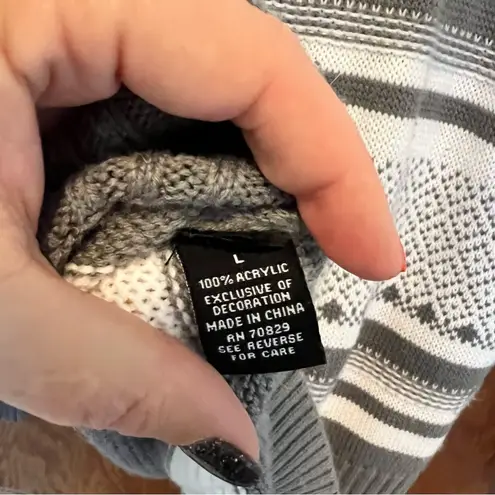 L
100% ACRYLIC
EXCLUSIVE OF
DECORATION
MADE IN CHINA
RN 70829
SEE REVERSE
FOR CARE